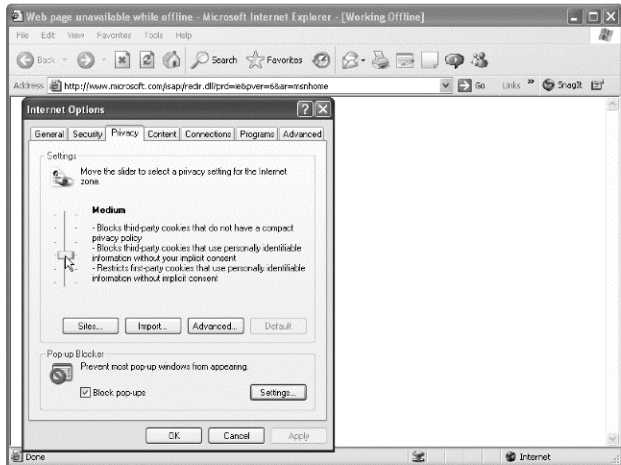 Web page unavailable while offline - Microsoft Internet Explorer - [Working Offline]
File Edit View Favorites Tools Help
Back Search Favorites
Address http://www.microsoft.com/isapi/redir.dll?prd=ie&pver=6&ar=msnhome Go Links » SnagIt
Internet Options
General Security Privacy Content Connections Programs Advanced
Settings
Move the slider to select a privacy setting for the Internet
zone.
Medium
- Blocks third-party cookies that do not have a compact
privacy policy
- Blocks third-party cookies that use personally identifiable
information without your implicit consent
- Restricts first-party cookies that use personally identifiable
information without implicit consent
Sites... Import... Advanced... Default
Pop-up Blocker
Prevent most pop-up windows from appearing.
Block pop-ups Settings...
OK Cancel Apply
Done Internet